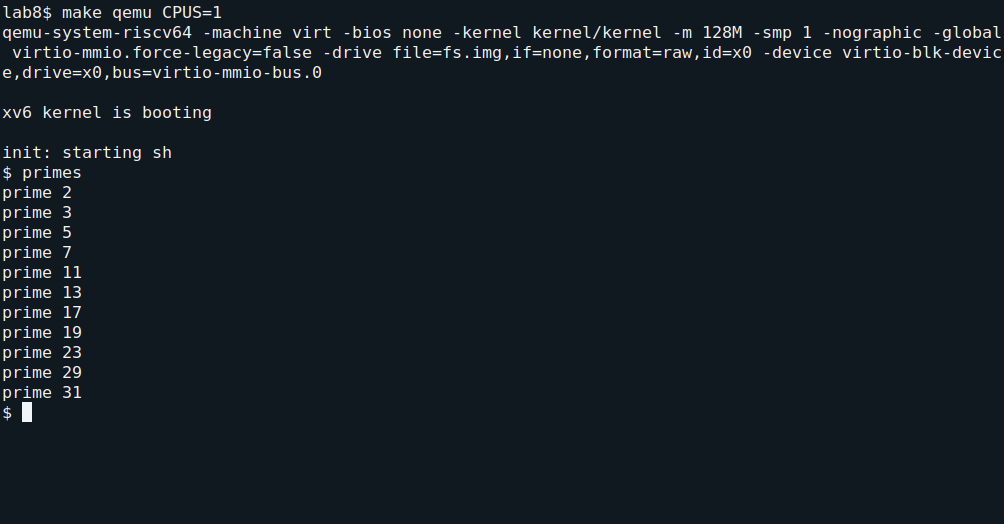 lab8$ make qemu CPUS=1
qemu-system-riscv64 -machine virt -bios none -kernel kernel/kernel -m 128M -smp 1 -nographic -global
 virtio-mmio.force-legacy=false -drive file=fs.img,if=none,format=raw,id=x0 -device virtio-blk-devic
e,drive=x0,bus=virtio-mmio-bus.0
xv6 kernel is booting
init: starting sh
$ primes
prime 2
prime 3
prime 5
prime 7
prime 11
prime 13
prime 17
prime 19
prime 23
prime 29
prime 31
$